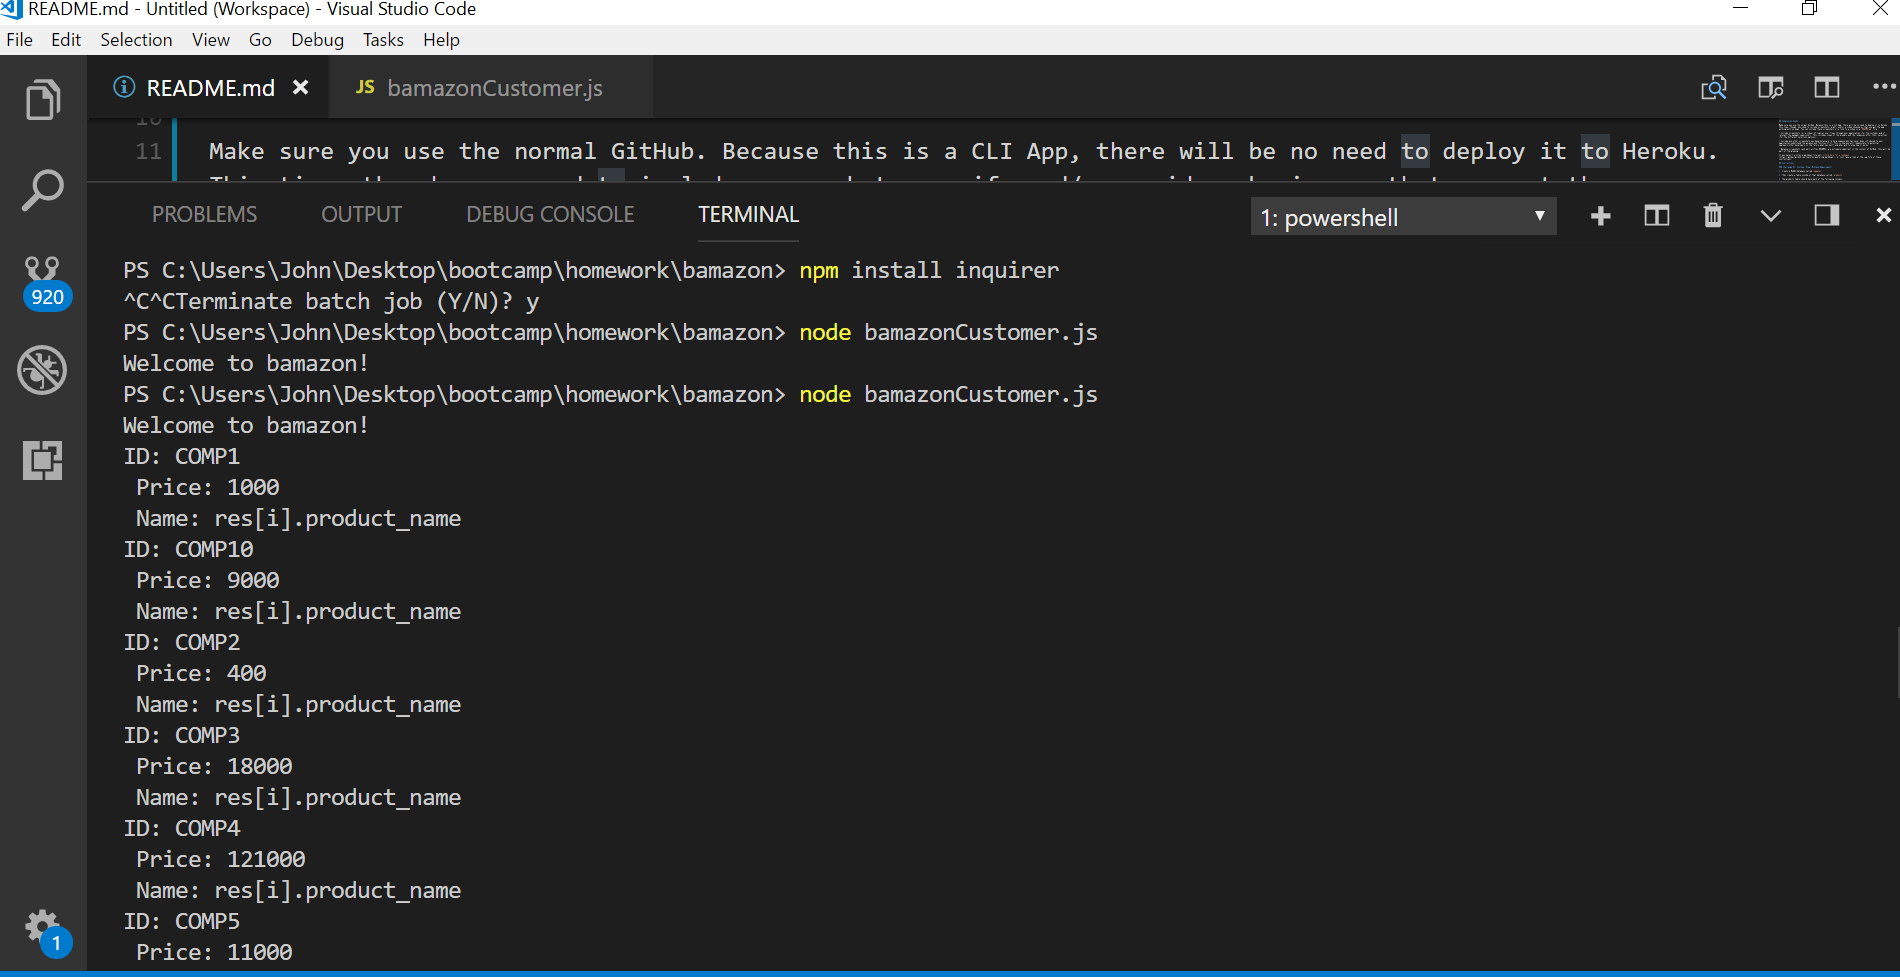 README.md - Untitled (Workspace) - Visual Studio Code
File Edit Selection View Go Debug Tasks Help
README.md
JS bamazonCustomer.js
10
11 Make sure you use the normal GitHub. Because this is a CLI App, there will be no need to deploy it to Heroku.
PROBLEMS OUTPUT DEBUG CONSOLE TERMINAL 1: powershell
PS C:\Users\John\Desktop\bootcamp\homework\bamazon> npm install inquirer
^C^CTerminate batch job (Y/N)? y
PS C:\Users\John\Desktop\bootcamp\homework\bamazon> node bamazonCustomer.js
Welcome to bamazon!
PS C:\Users\John\Desktop\bootcamp\homework\bamazon> node bamazonCustomer.js
Welcome to bamazon!
ID: COMP1
Price: 1000
Name: res[i].product_name
ID: COMP10
Price: 9000
Name: res[i].product_name
ID: COMP2
Price: 400
Name: res[i].product_name
ID: COMP3
Price: 18000
Name: res[i].product_name
ID: COMP4
Price: 121000
Name: res[i].product_name
ID: COMP5
Price: 11000
920
1